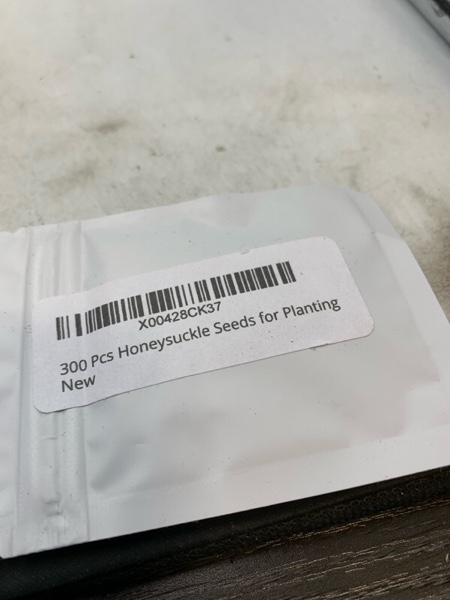 X00428CK37
300 Pcs Honeysuckle Seeds for Planting
New